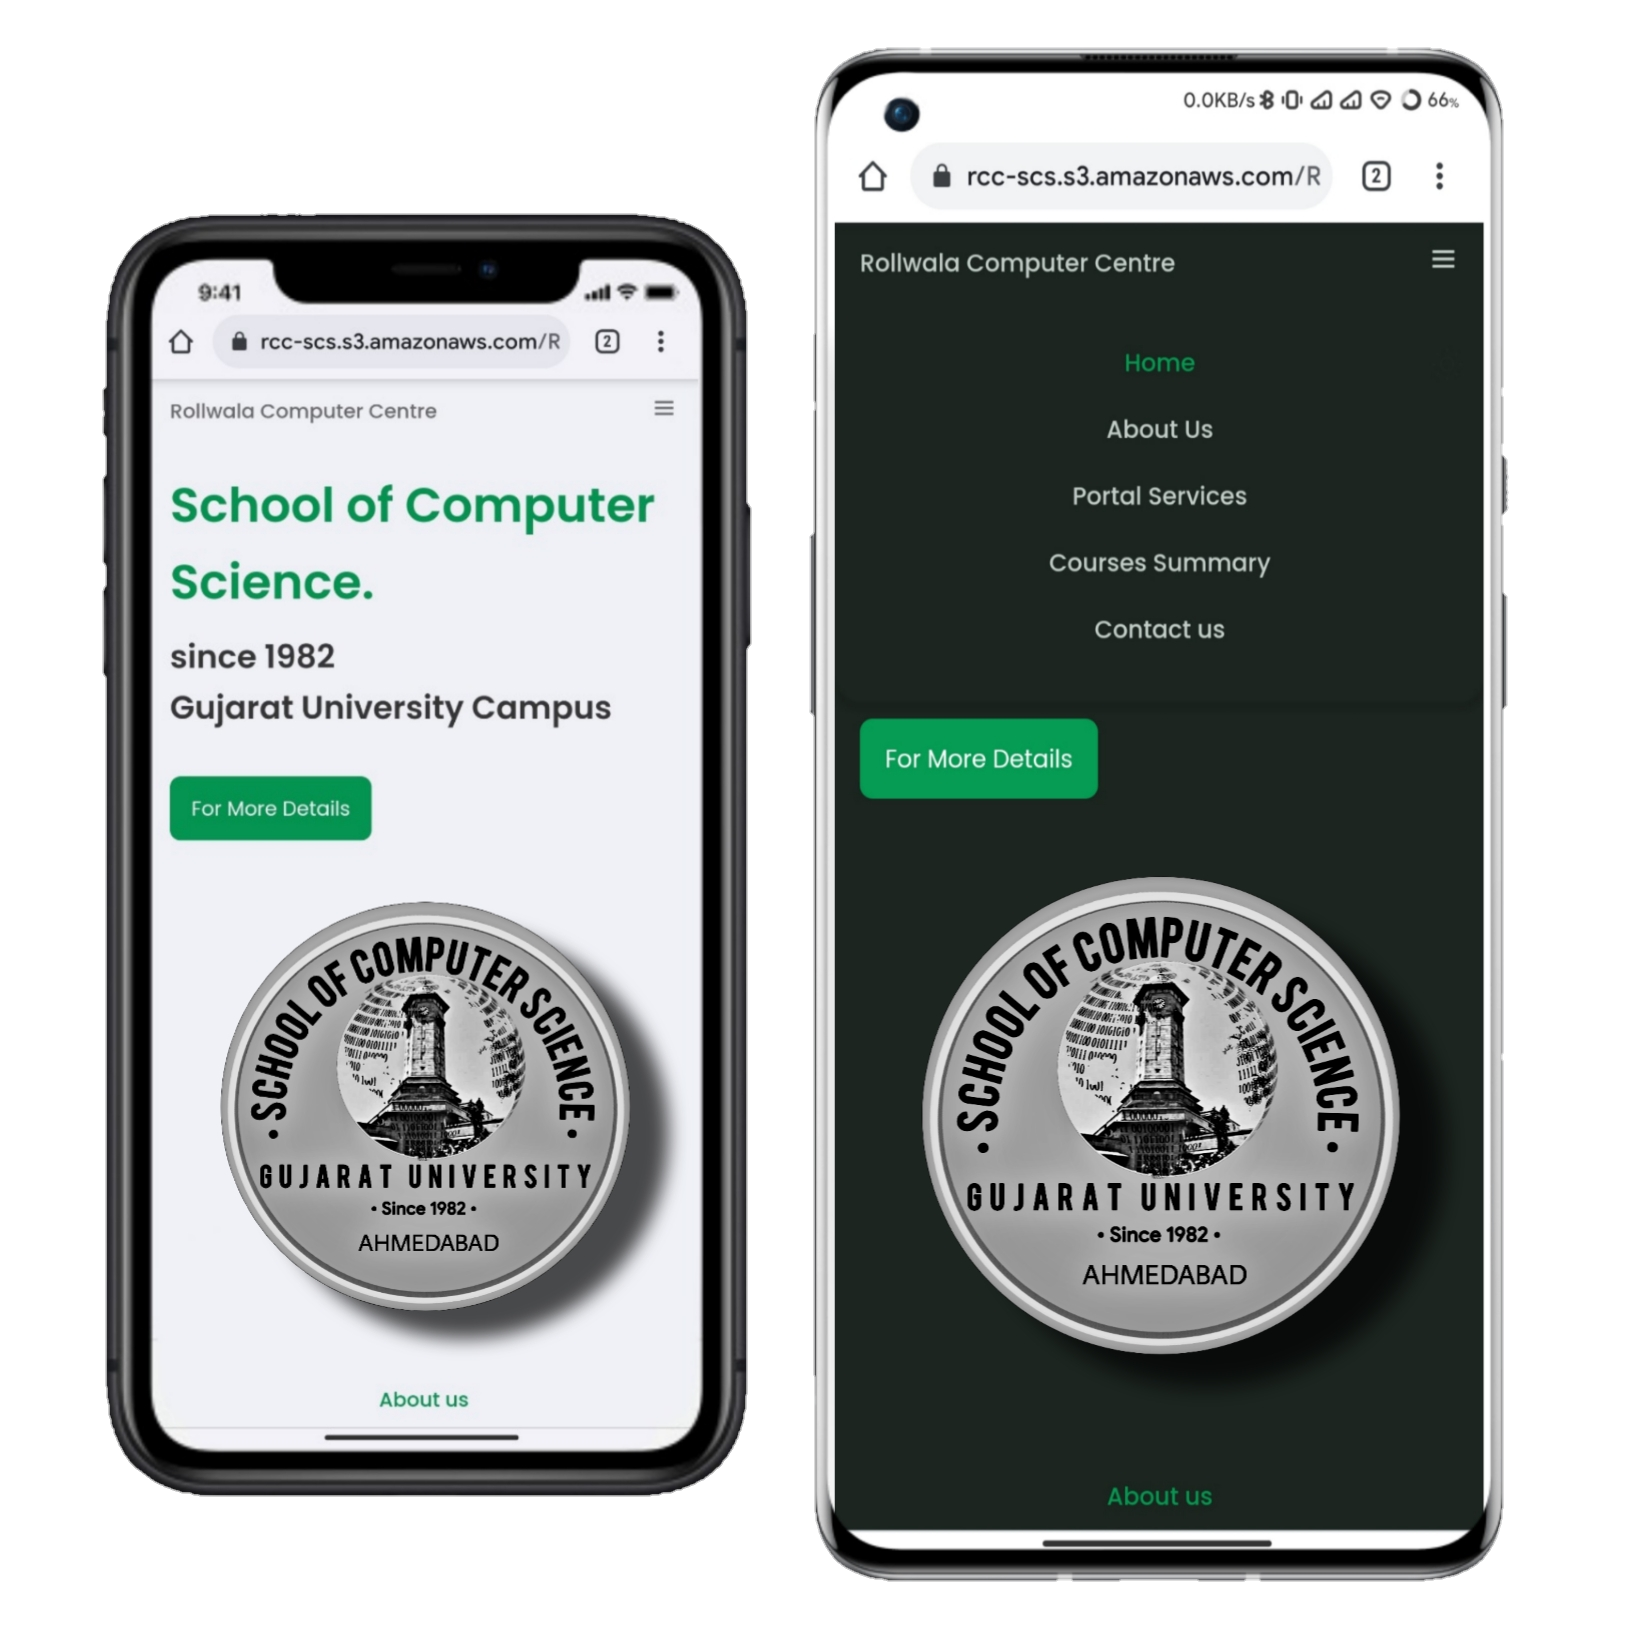 9:41
rcc-scs.s3.amazonaws.com/R
2
Rollwala Computer Centre
School of Computer
Science.
since 1982
Gujarat University Campus
For More Details
• SCHOOL OF COMPUTER SCIENCE •
GUJARAT UNIVERSITY
• Since 1982 •
AHMEDABAD
About us
0.0KB/s 66%
rcc-scs.s3.amazonaws.com/R
2
Rollwala Computer Centre
Home
About Us
Portal Services
Courses Summary
Contact us
For More Details
• SCHOOL OF COMPUTER SCIENCE •
GUJARAT UNIVERSITY
• Since 1982 •
AHMEDABAD
About us